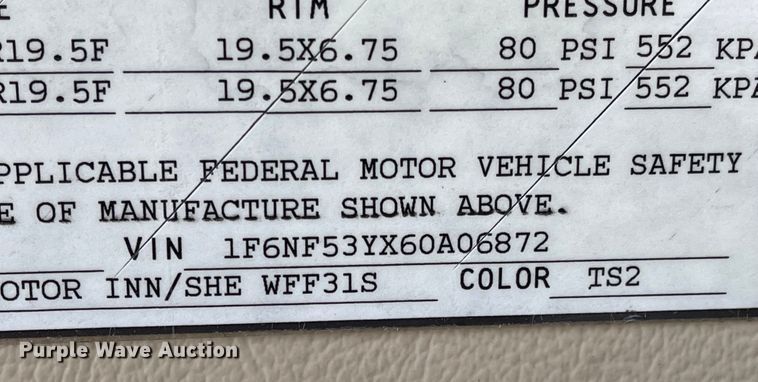 E RIM PRESSURE
R19.5F 19.5X6.75 80 PSI 552 KPA
R19.5F 19.5X6.75 80 PSI 552 KPA
PPLICABLE FEDERAL MOTOR VEHICLE SAFETY
E OF MANUFACTURE SHOWN ABOVE.
VIN 1F6NF53YX60A06872
OTOR INN/SHE WFF31S COLOR TS2
Purple Wave Auction